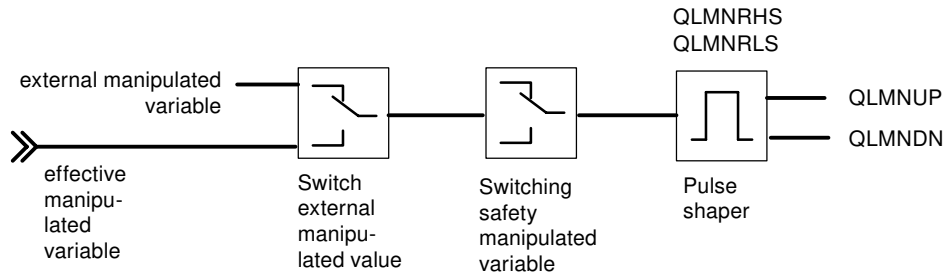 QLMNRHS
QLMNRLS
external manipulated
variable
QLMNUP
QLMNDN
effective
manipu-
lated
variable
Switch
external
manipu-
lated value
Switching
safety
manipulated
variable
Pulse
shaper